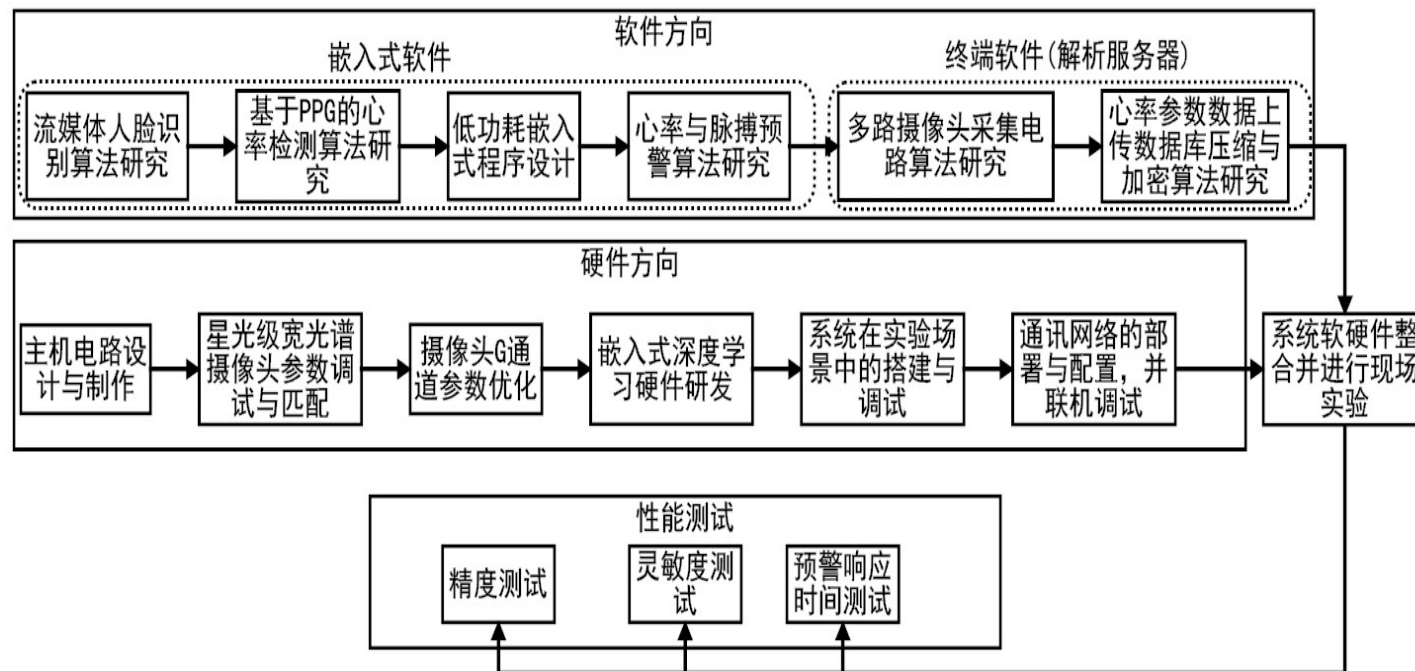 软件方向
嵌入式软件
终端软件(解析服务器)
流媒体人脸识
别算法研究
基于PPG的心
率检测算法研
究
低功耗嵌入
式程序设计
心率与脉搏预
警算法研究
多路摄像头采集电
路算法研究
心率参数数据上
传数据库压缩与
加密算法研究
硬件方向
主机电路设
计与制作
星光级宽光谱
摄像头参数调
试与匹配
摄像头G通
道参数优化
嵌入式深度学
习硬件研发
系统在实验场
景中的搭建与
调试
通讯网络的部
署与配置，并
联机调试
系统软硬件整
合并进行现场
实验
性能测试
精度测试
灵敏度测
试
预警响应
时间测试